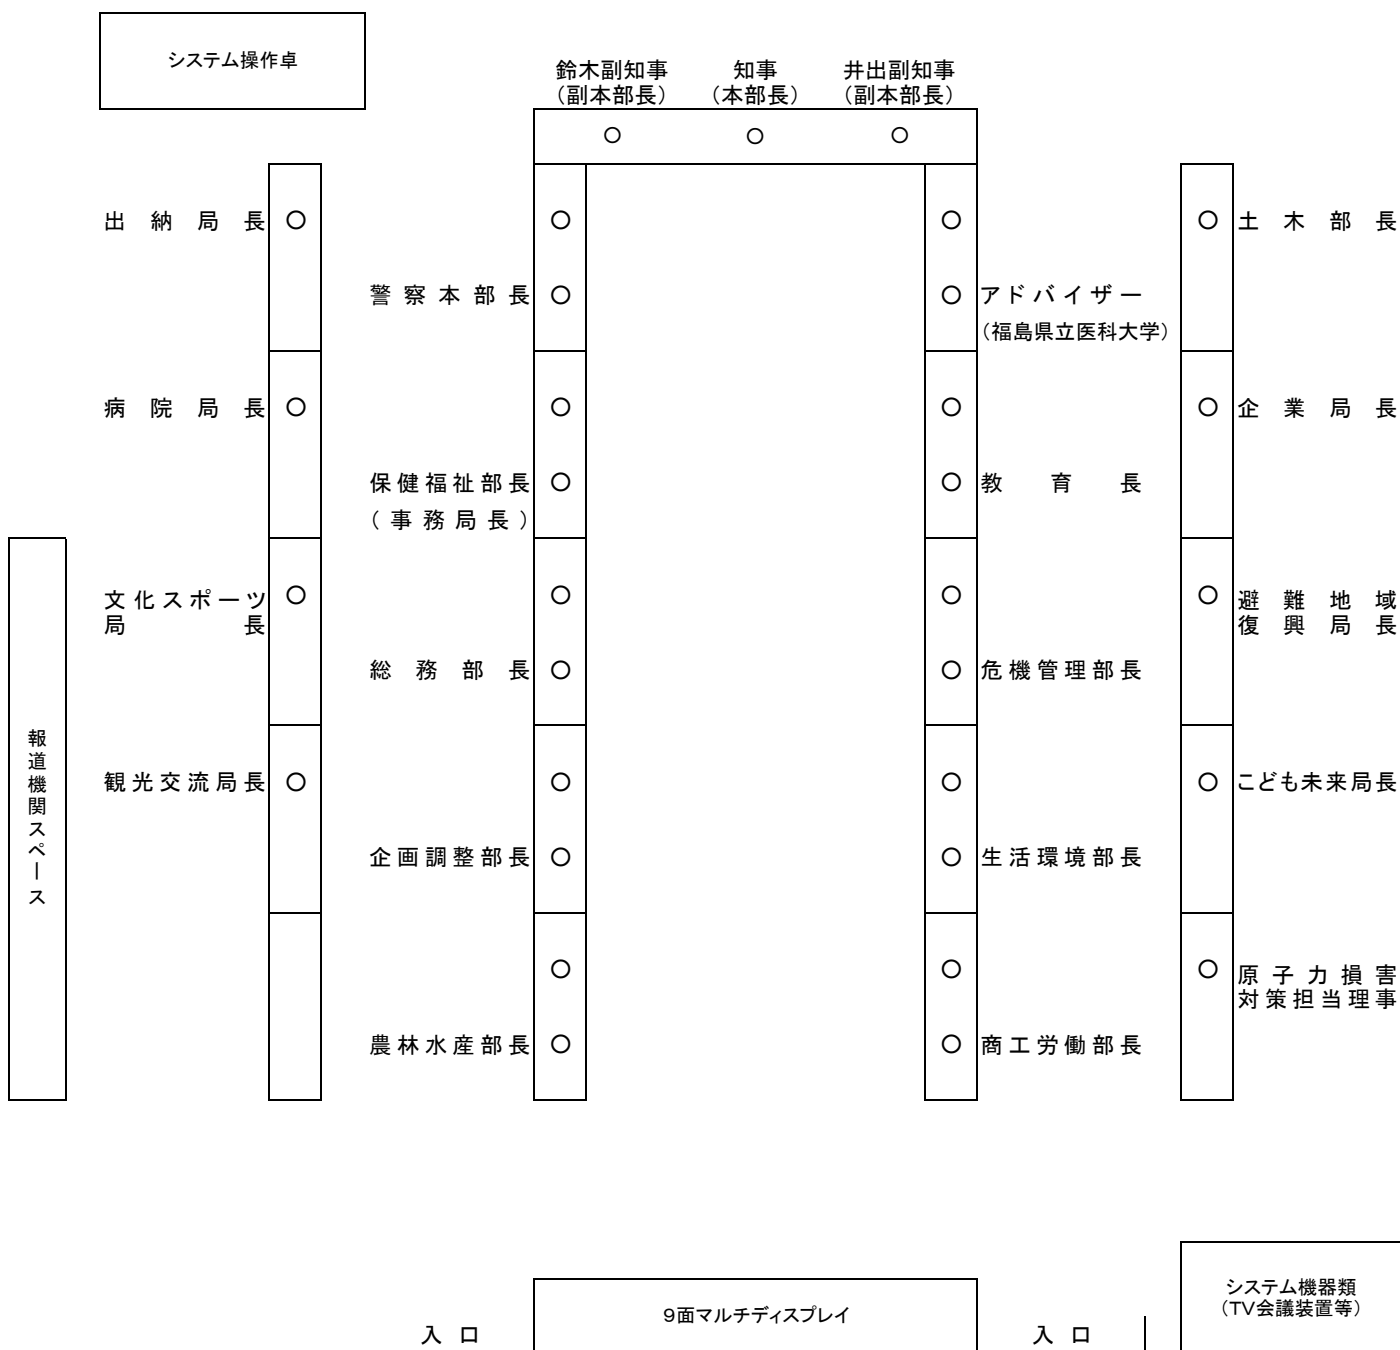 システム操作卓
鈴木副知事
（副本部長）
知事
（本部長）
井出副知事
（副本部長）
○ ○ ○
出納局長 ○
○
○
○ 土木部長
警察本部長 ○
○ アドバイザー
（福島県立医科大学）
病院局長 ○
○
○
○ 企業局長
保健福祉部長 ○
（事務局長）
○ 教育長
文化スポーツ ○
局長
○
○
○ 避難地域
復興局長
総務部長 ○
○ 危機管理部長
報道機関スペース
観光交流局長 ○
○
○
○ こども未来局長
企画調整部長 ○
○ 生活環境部長
○
○
○ 原子力損害
対策担当理事
農林水産部長 ○
○ 商工労働部長
システム機器類
（TV会議装置等）
9面マルチディスプレイ
入口
入口